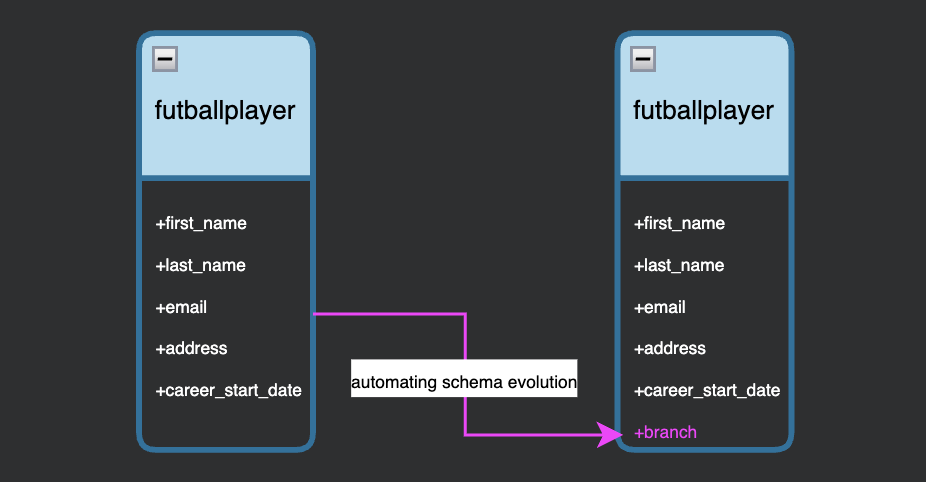 futballplayer
+first_name
+last_name
+email
+address
+career_start_date
automating schema evolution
futballplayer
+first_name
+last_name
+email
+address
+career_start_date
+branch